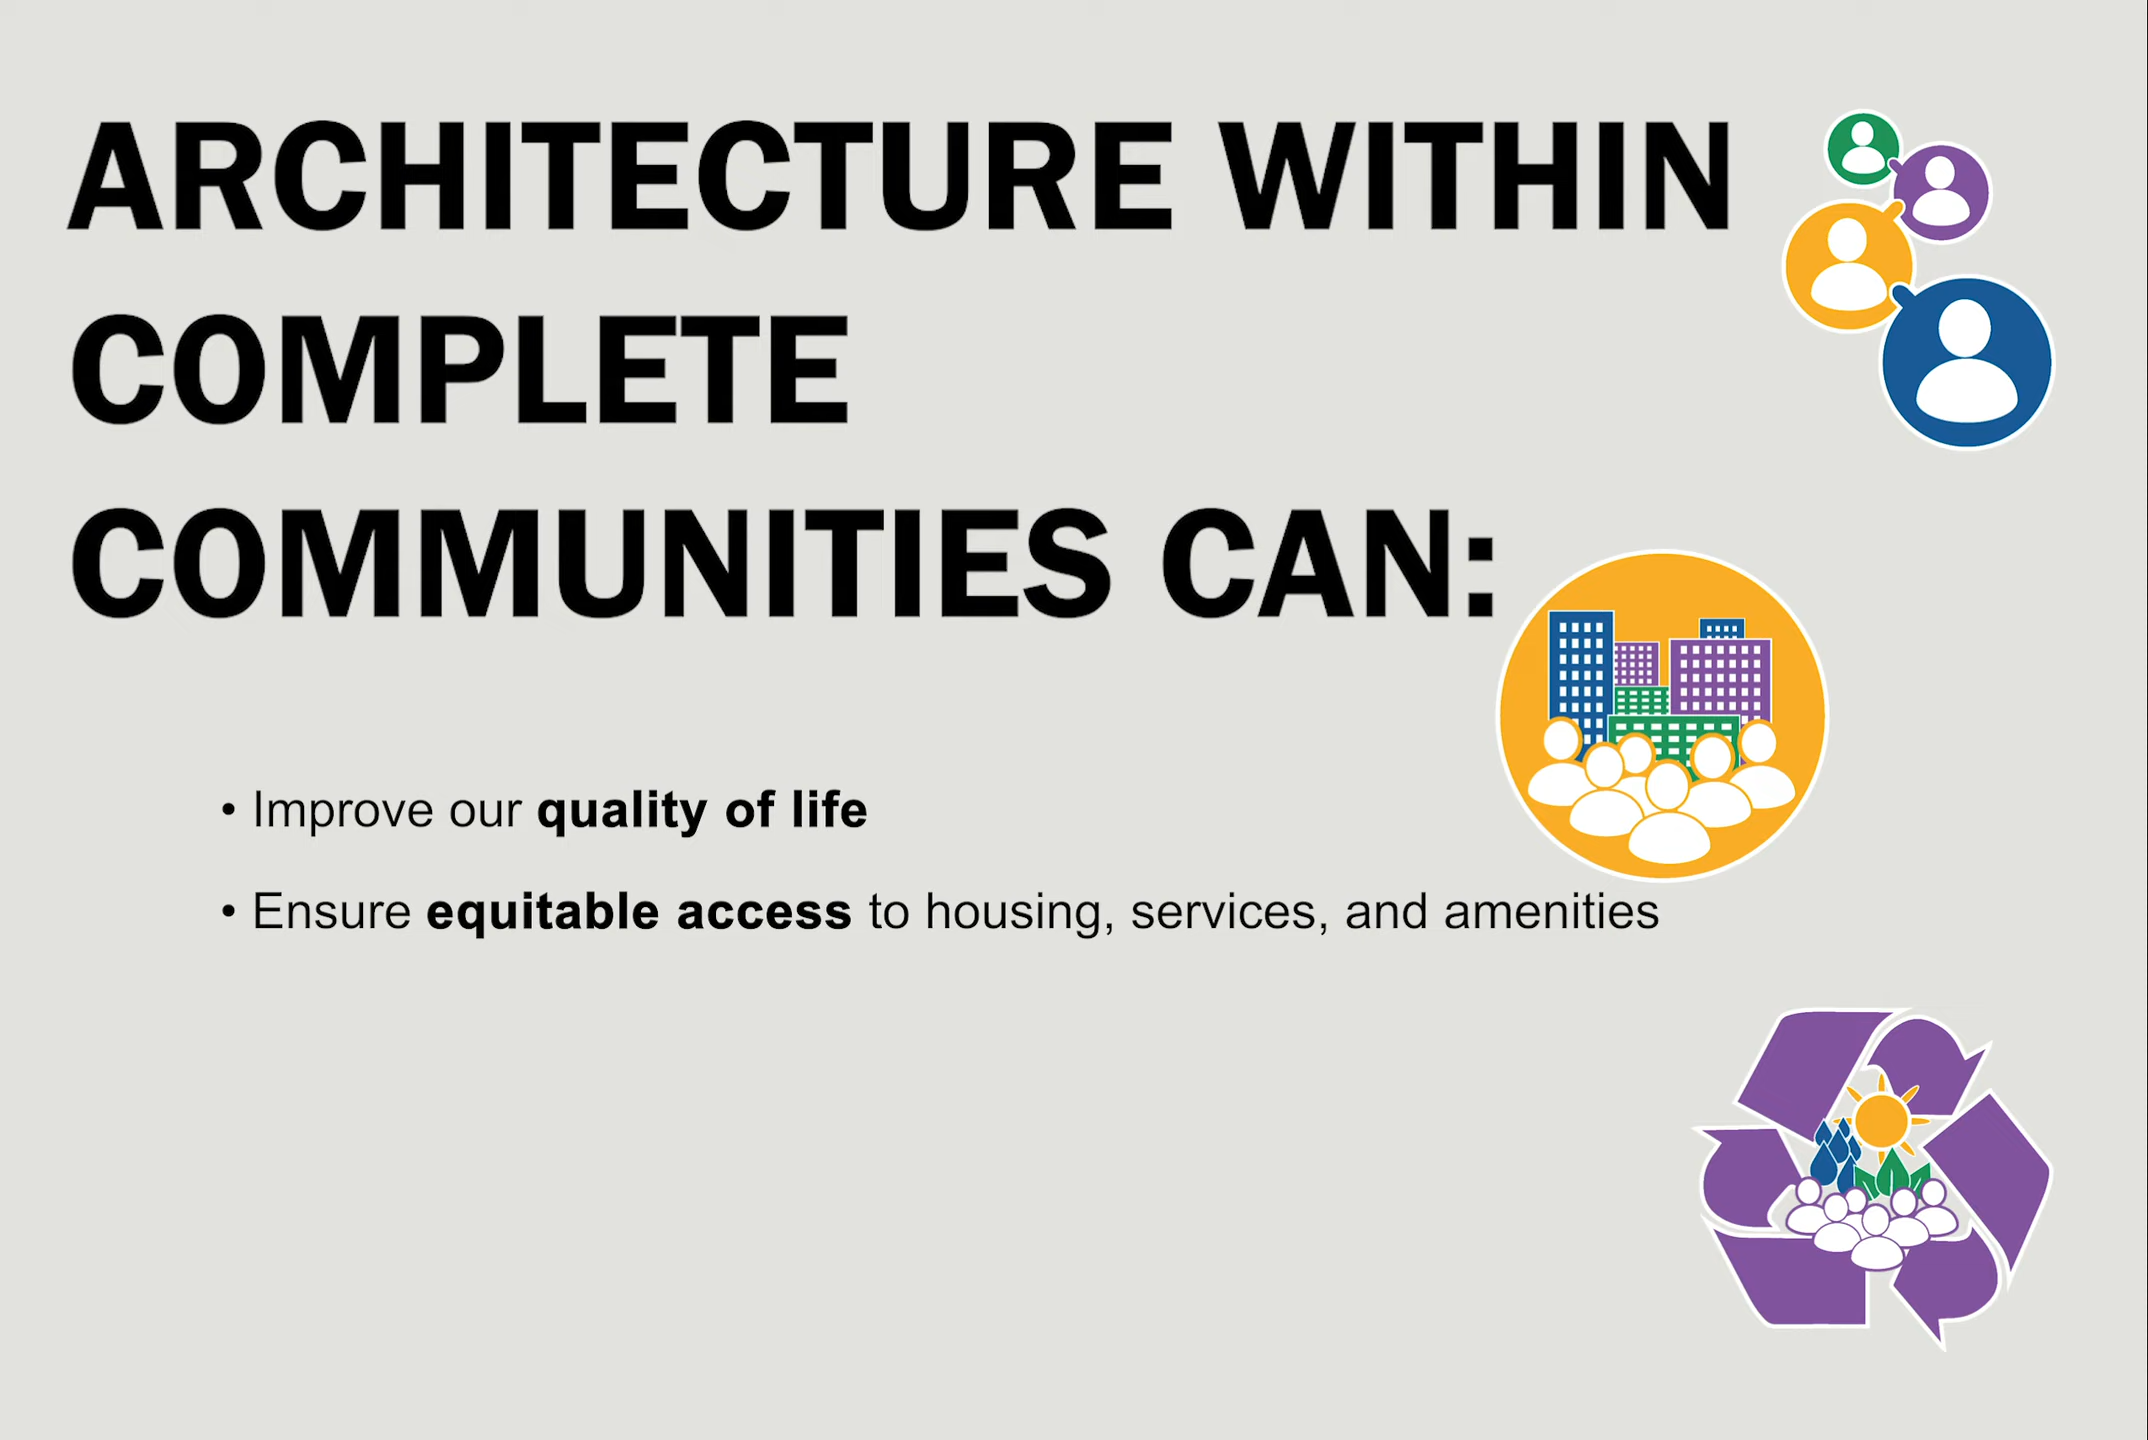 ARCHITECTURE WITHIN
COMPLETE
COMMUNITIES CAN:
• Improve our quality of life
• Ensure equitable access to housing, services, and amenities